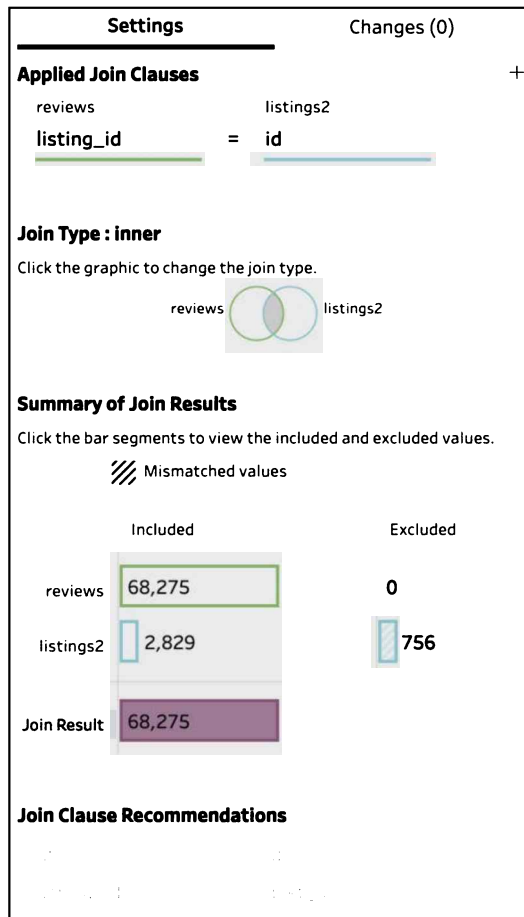 Settings Changes (0)
Applied Join Clauses +
reviews listings2
listing_id = id
Join Type : inner
Click the graphic to change the join type.
reviews listings2
Summary of Join Results
Click the bar segments to view the included and excluded values.
Mismatched values
Included Excluded
reviews 68,275 0
listings2 2,829 756
Join Result 68,275
Join Clause Recommendations